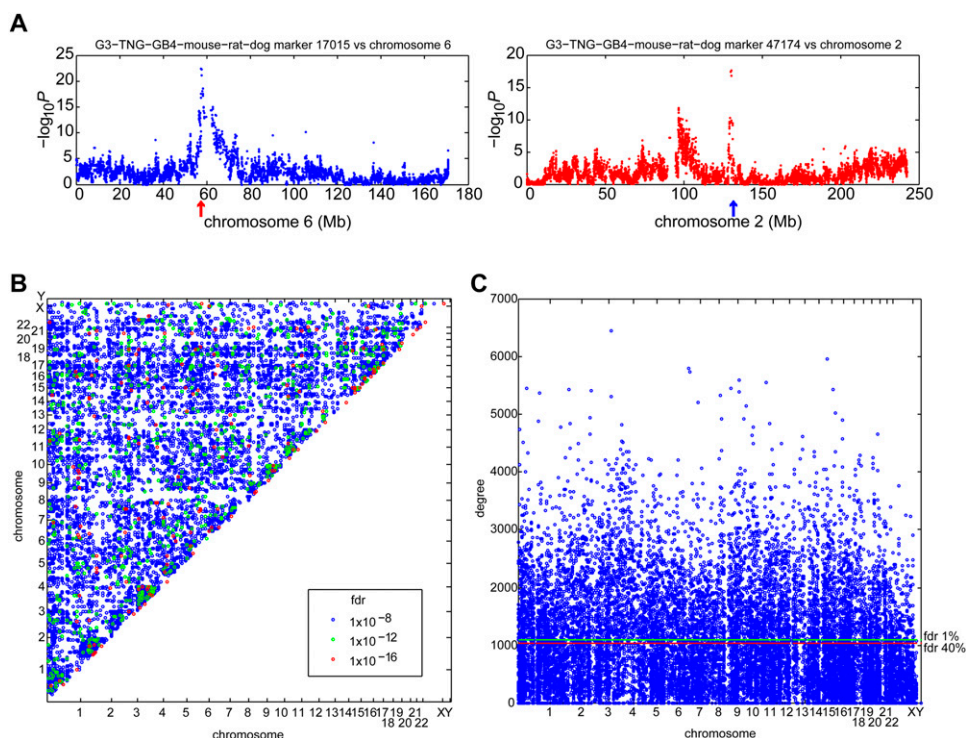 A
G3-TNG-GB4-mouse-rat-dog marker 17015 vs chromosome 6
25
20
15
10
5
0
−log10P
0 20 40 60 80 100 120 140 160 180
chromosome 6 (Mb)
G3-TNG-GB4-mouse-rat-dog marker 47174 vs chromosome 2
25
20
15
10
5
0
−log10P
0 50 100 150 200 250
chromosome 2 (Mb)
B
Y
X
22
21
20
19
18
17
16
15
14
13
12
11
10
9
8
7
6
5
4
3
2
1
chromosome
fdr
1x10−8
1x10−12
1x10−16
1 2 3 4 5 6 7 8 9 10 11 12 13 14 15 16 17 19 21 XY
18 20 22
chromosome
C
7000
6000
5000
4000
3000
2000
1000
0
degree
fdr 1%
fdr 40%
1 2 3 4 5 6 7 8 9 10 11 12 13 14 15 16 17 19 21 XY
18 20 22
chromosome